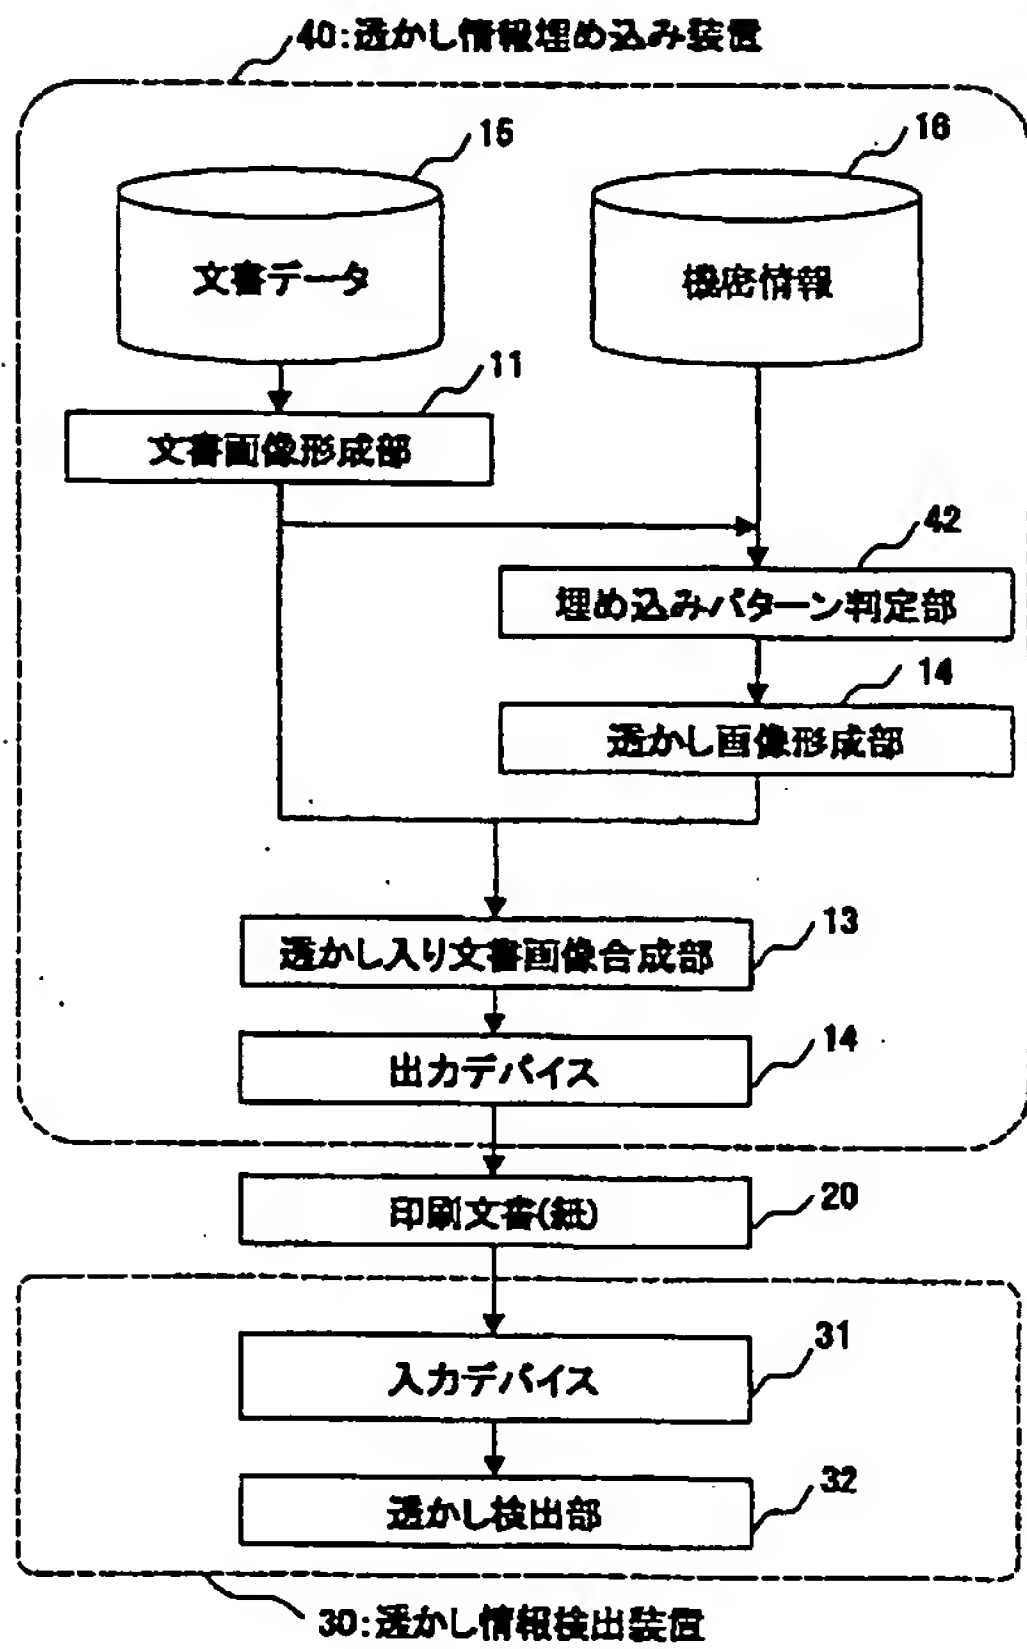 40:透かし情報埋め込み装置
15
16
文書データ
機密情報
11
文書画像形成部
42
埋め込みパターン判定部
14
透かし画像形成部
13
透かし入り文書画像合成部
14
出力デバイス
20
印刷文書(紙)
31
入力デバイス
32
透かし検出部
30:透かし情報検出装置